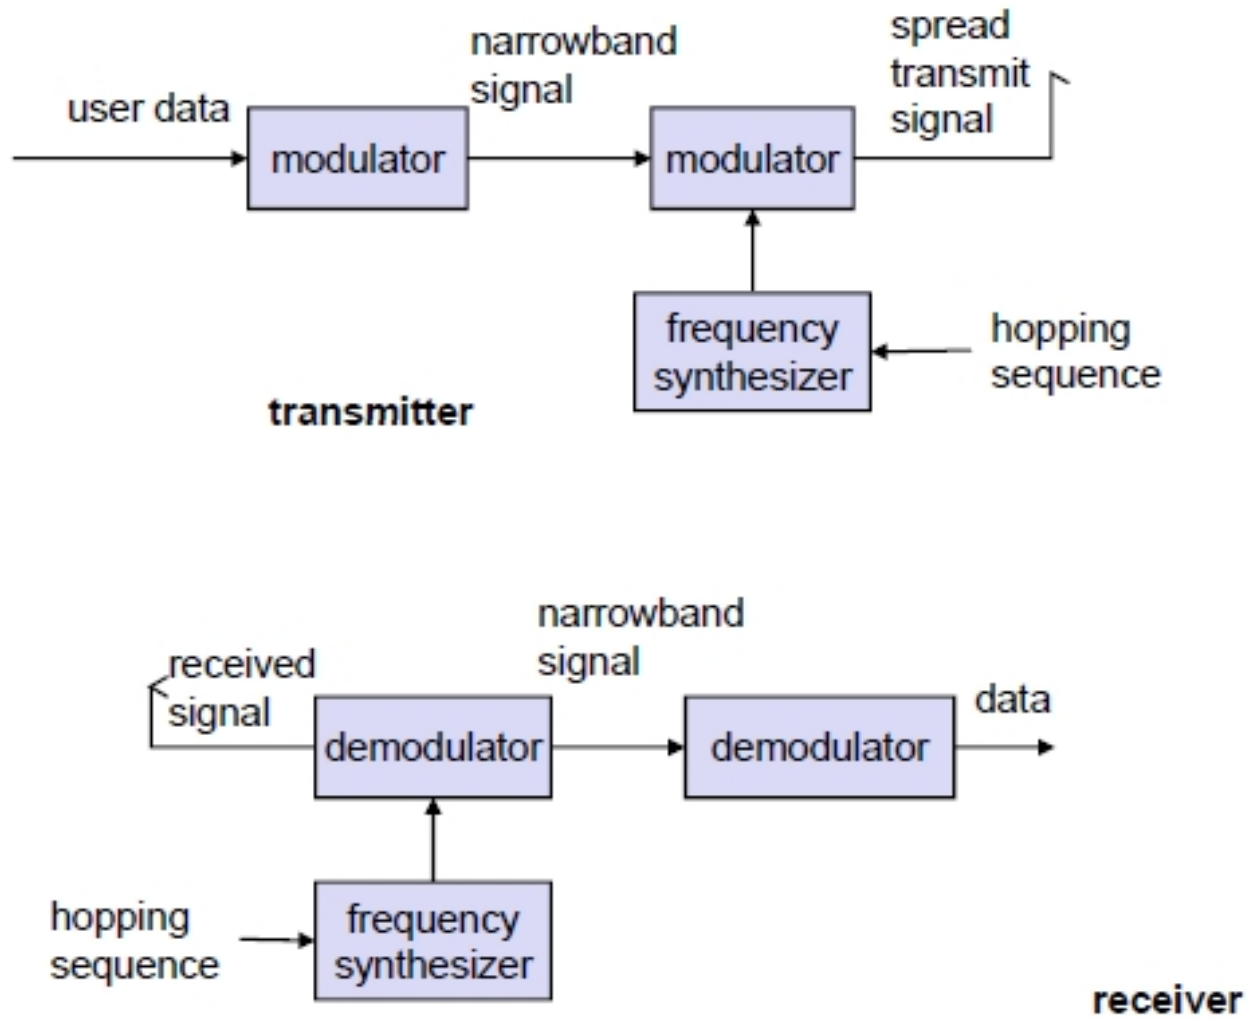 user data
narrowband
signal
spread
transmit
signal
modulator
modulator
frequency
synthesizer
hopping
sequence
transmitter
received
signal
narrowband
signal
data
demodulator
demodulator
hopping
sequence
frequency
synthesizer
receiver